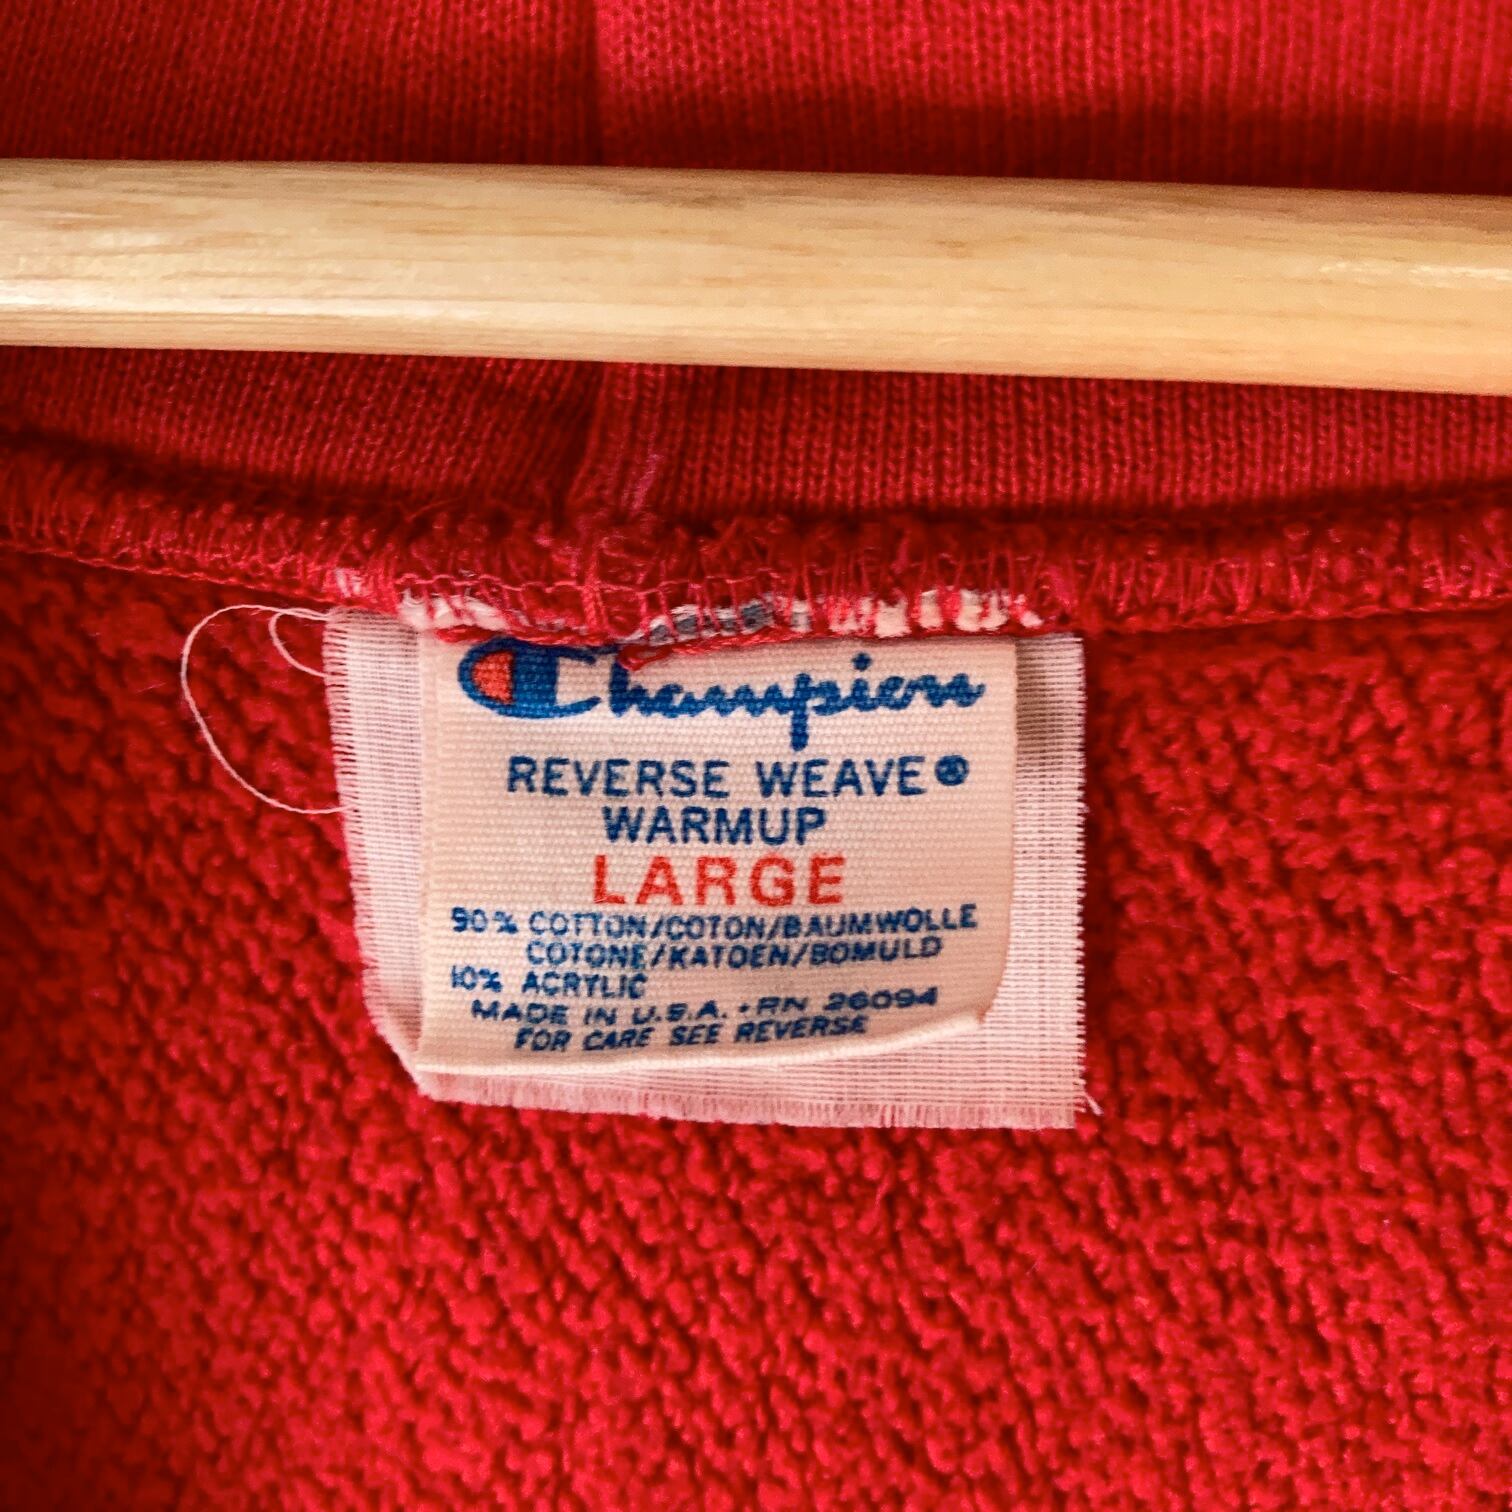 Champion
REVERSE WEAVE®
WARMUP
LARGE
90% COTTON/COTON/BAUMWOLLE
COTONE/KATOEN/BOMULD
10% ACRYLIC
MADE IN U.S.A. • RN 26094
FOR CARE SEE REVERSE